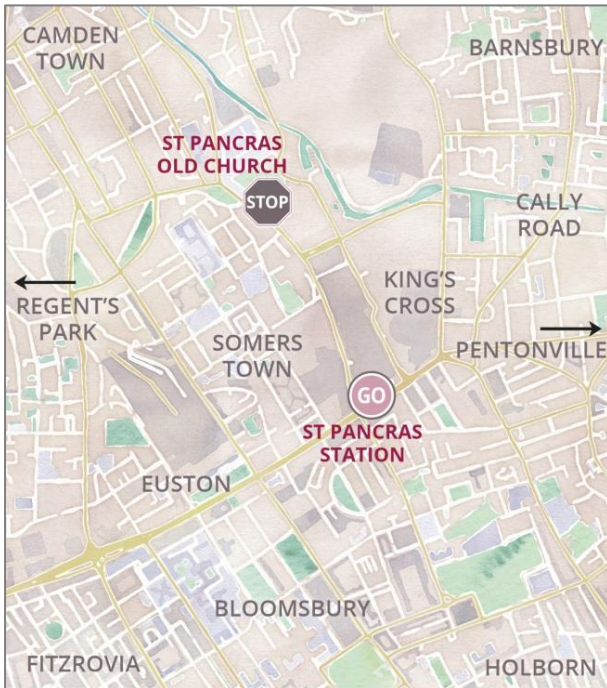 CAMDEN
TOWN
BARNSBURY
ST PANCRAS
OLD CHURCH
STOP
CALLY
ROAD
REGENT'S
PARK
KING'S
CROSS
SOMERS
TOWN
PENTONVILLE
GO
ST PANCRAS
STATION
EUSTON
BLOOMSBURY
FITZROVIA
HOLBORN